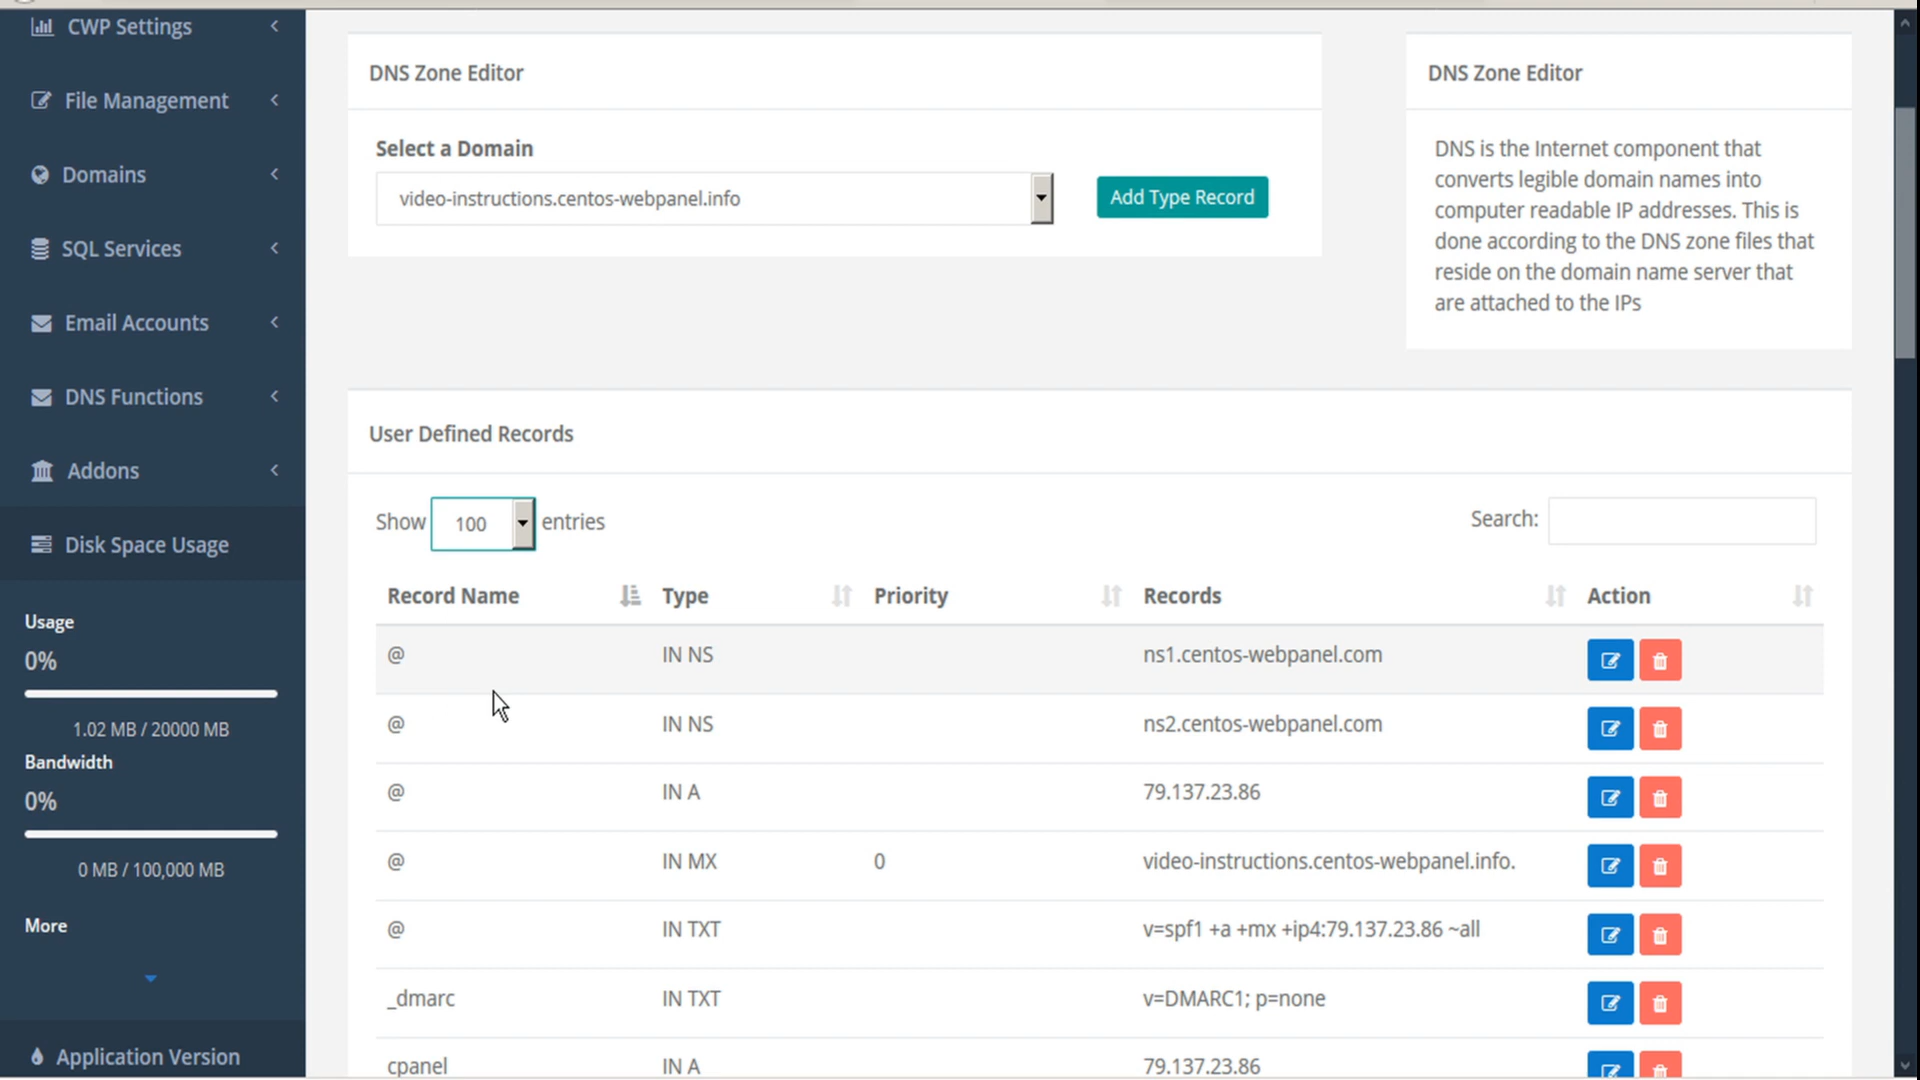 CWP Settings
File Management
Domains
SQL Services
Email Accounts
DNS Functions
Addons
Disk Space Usage
Usage
0%
1.02 MB / 20000 MB
Bandwidth
0%
0 MB / 100,000 MB
More
Application Version
DNS Zone Editor
Select a Domain
video-instructions.centos-webpanel.info
Add Type Record
DNS Zone Editor
DNS is the Internet component that
converts legible domain names into
computer readable IP addresses. This is
done according to the DNS zone files that
reside on the domain name server that
are attached to the IPs
User Defined Records
Show 100 entries
Search:
Record Name Type Priority Records Action
@ IN NS ns1.centos-webpanel.com
@ IN NS ns2.centos-webpanel.com
@ IN A 79.137.23.86
@ IN MX 0 video-instructions.centos-webpanel.info.
@ IN TXT v=spf1 +a +mx +ip4:79.137.23.86 ~all
_dmarc IN TXT v=DMARC1; p=none
cpanel IN A 79.137.23.86